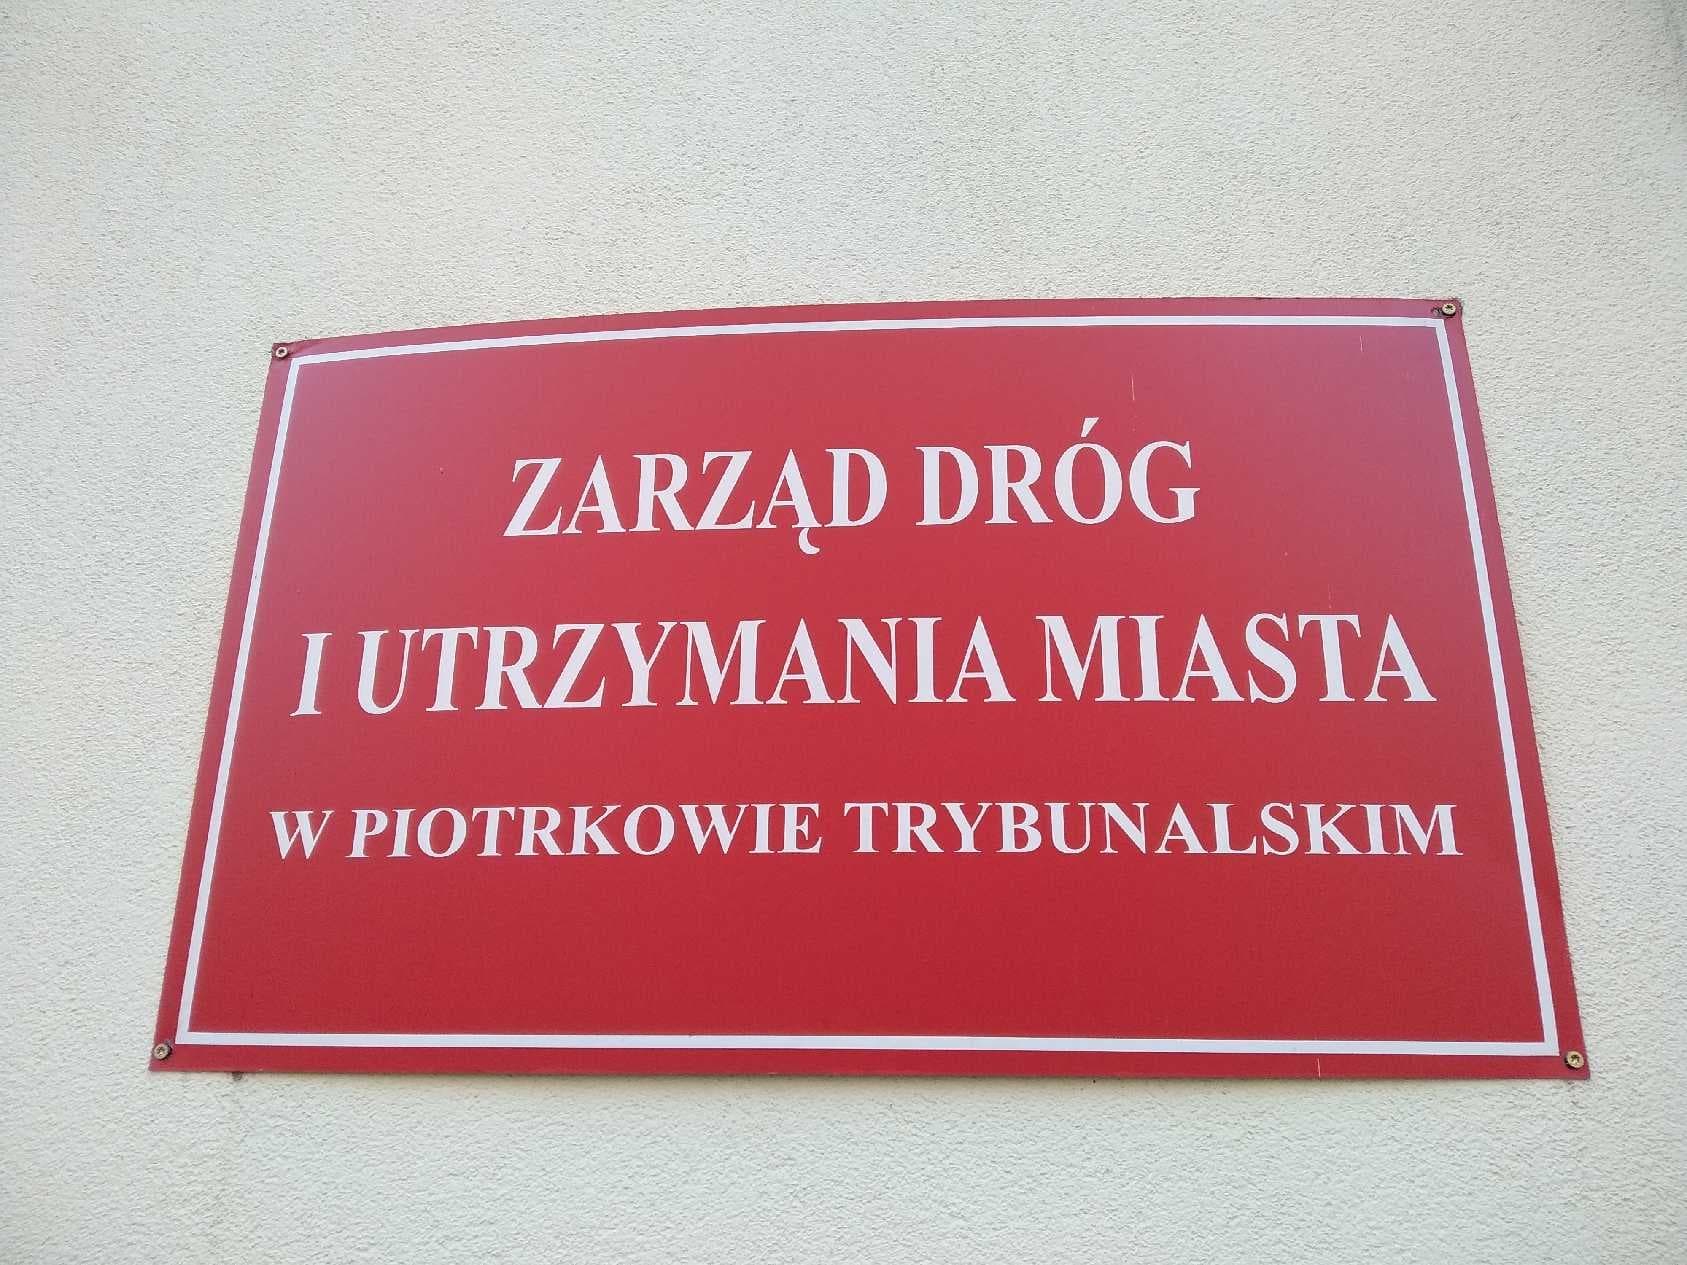 ZARZĄD DRÓG
I UTRZYMANIA MIASTA
W PIOTRKOWIE TRYBUNALSKIM